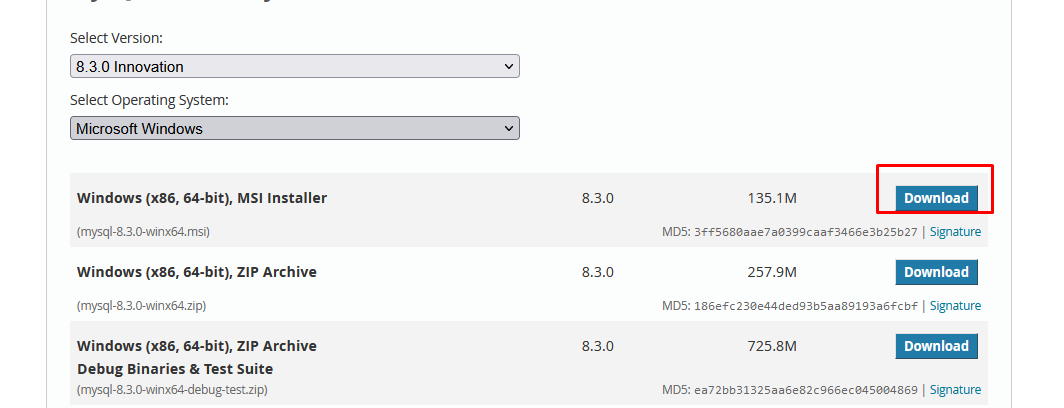 Select Version:
8.3.0 Innovation
Select Operating System:
Microsoft Windows
Windows (x86, 64-bit), MSI Installer 8.3.0 135.1M Download
(mysql-8.3.0-winx64.msi) MD5: 3ff5680aae7a0399caaf3466e3b25b27 | Signature
Windows (x86, 64-bit), ZIP Archive 8.3.0 257.9M Download
(mysql-8.3.0-winx64.zip) MD5: 186efc230e44ded93b5aa89193a6fcbf | Signature
Windows (x86, 64-bit), ZIP Archive 8.3.0 725.8M Download
Debug Binaries & Test Suite
(mysql-8.3.0-winx64-debug-test.zip) MD5: ea72bb31325aa6e82c966ec045004869 | Signature